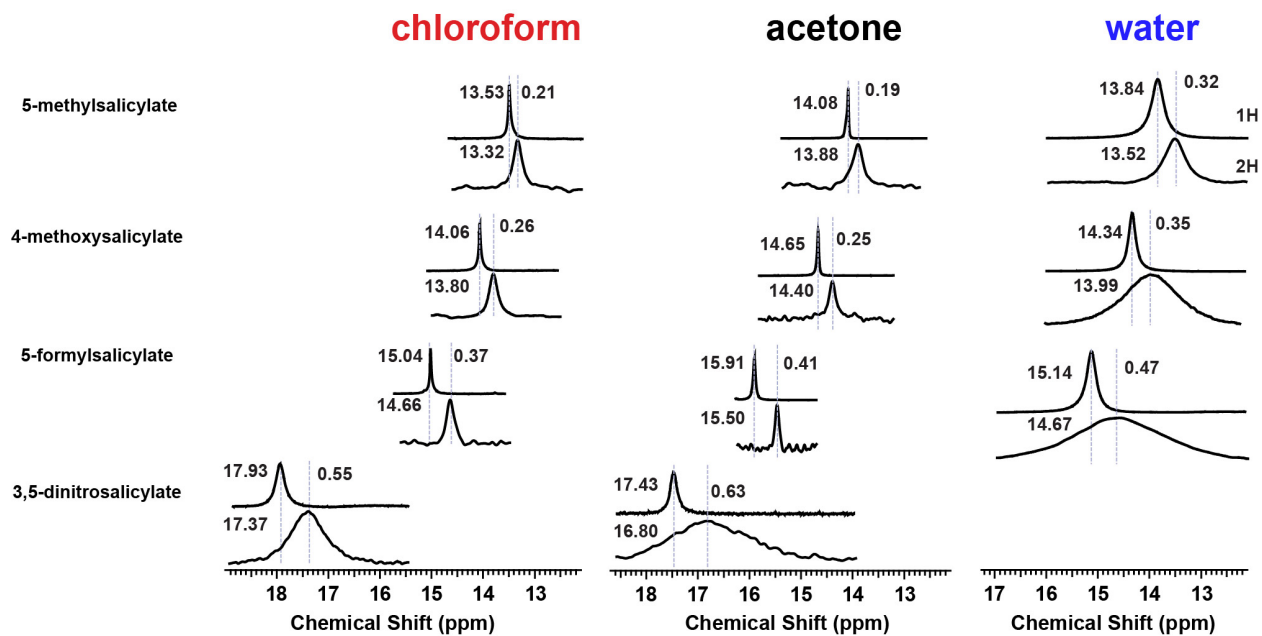 chloroform acetone water
5-methylsalicylate
13.53 0.21
13.32
14.08 0.19
13.88
13.84 0.32
1H
13.52
2H
4-methoxysalicylate
14.06 0.26
13.80
14.65 0.25
14.40
14.34 0.35
13.99
5-formylsalicylate
15.04 0.37
14.66
15.91 0.41
15.50
15.14 0.47
14.67
3,5-dinitrosalicylate
17.93 0.55
17.37
17.43 0.63
16.80
18 17 16 15 14 13
18 17 16 15 14 13
17 16 15 14 13
Chemical Shift (ppm) Chemical Shift (ppm) Chemical Shift (ppm)